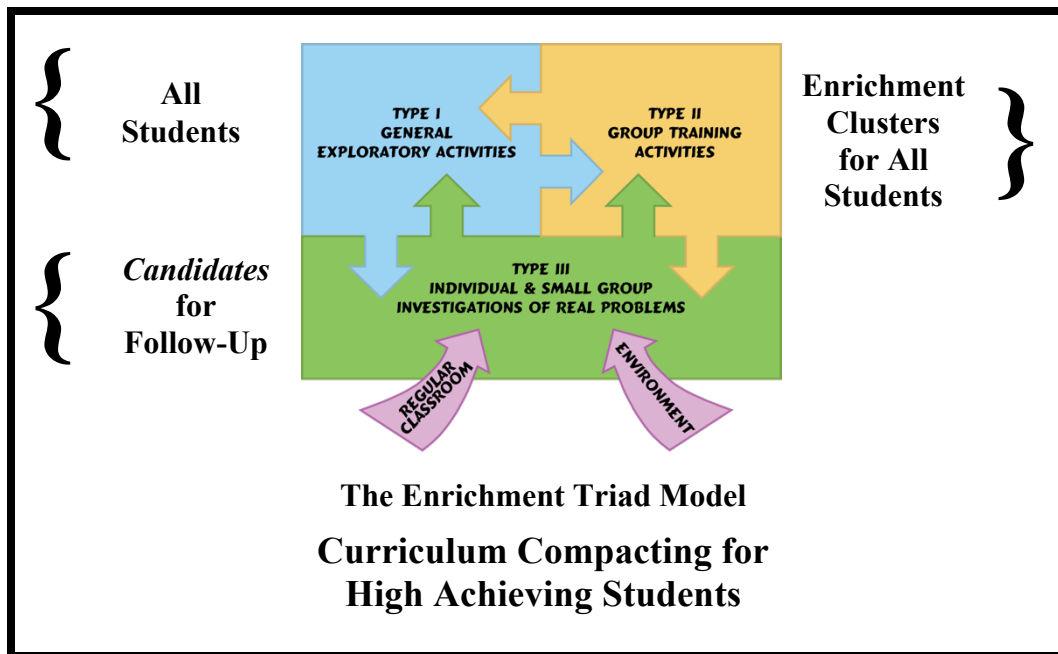 All
Students
TYPE I
GENERAL
EXPLORATORY ACTIVITIES
TYPE II
GROUP TRAINING
ACTIVITIES
Enrichment
Clusters
for All
Students
Candidates
for
Follow-Up
TYPE III
INDIVIDUAL & SMALL GROUP
INVESTIGATIONS OF REAL PROBLEMS
REGULAR
CLASSROOM
ENVIRONMENT
The Enrichment Triad Model
Curriculum Compacting for
High Achieving Students